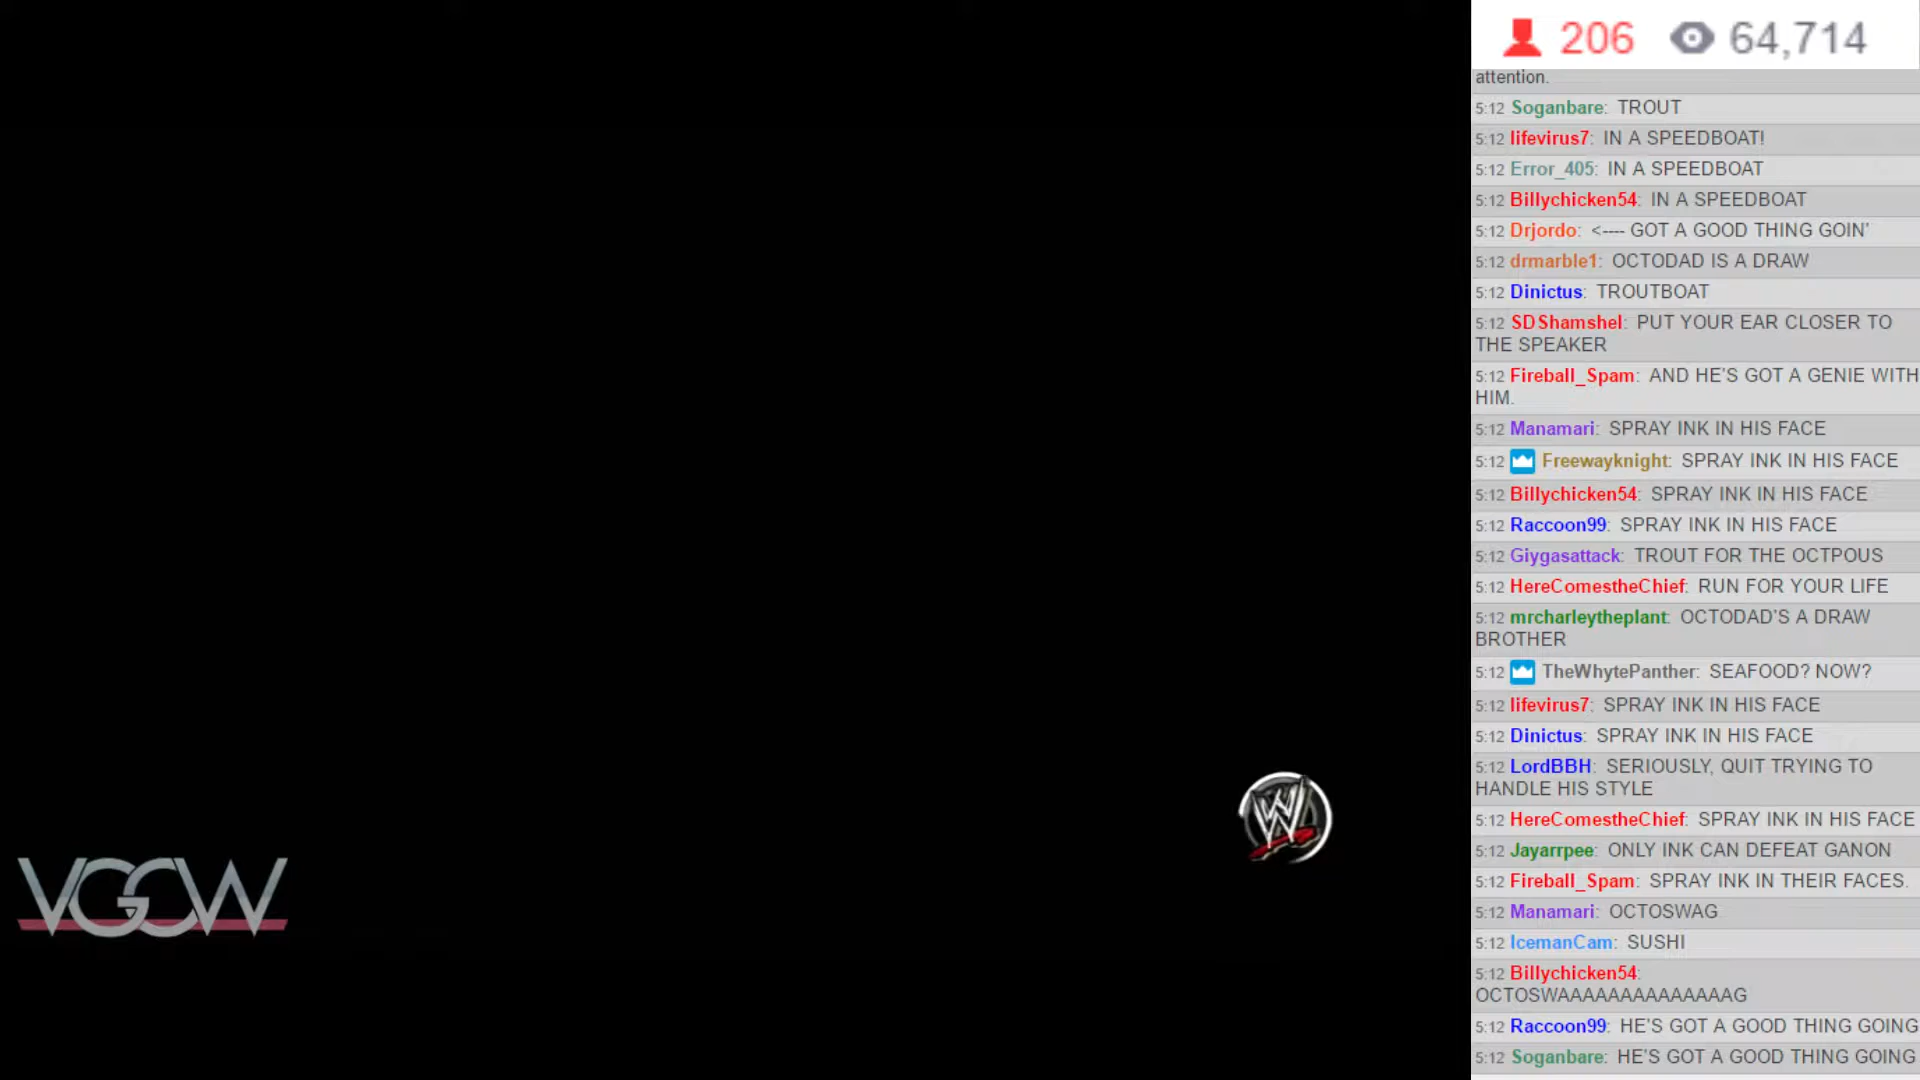 206 64,714
attention.
5:12 Soganbare: TROUT
5:12 lifevirus7: IN A SPEEDBOAT!
5:12 Error_405: IN A SPEEDBOAT
5:12 Billychicken54: IN A SPEEDBOAT
5:12 Drjordo: <---- GOT A GOOD THING GOIN'
5:12 drmarble1: OCTODAD IS A DRAW
5:12 Dinictus: TROUTBOAT
5:12 SDShamshel: PUT YOUR EAR CLOSER TO
THE SPEAKER
5:12 Fireball_Spam: AND HE'S GOT A GENIE WITH
HIM.
5:12 Manamari: SPRAY INK IN HIS FACE
5:12 Freewayknight: SPRAY INK IN HIS FACE
5:12 Billychicken54: SPRAY INK IN HIS FACE
5:12 Raccoon99: SPRAY INK IN HIS FACE
5:12 Giygasattack: TROUT FOR THE OCTPOUS
5:12 HereComestheChief: RUN FOR YOUR LIFE
5:12 mrcharleytheplant: OCTODAD'S A DRAW
BROTHER
5:12 TheWhytePanther: SEAFOOD? NOW?
5:12 lifevirus7: SPRAY INK IN HIS FACE
5:12 Dinictus: SPRAY INK IN HIS FACE
5:12 LordBBH: SERIOUSLY, QUIT TRYING TO
HANDLE HIS STYLE
5:12 HereComestheChief: SPRAY INK IN HIS FACE
5:12 Jayarrpee: ONLY INK CAN DEFEAT GANON
5:12 Fireball_Spam: SPRAY INK IN THEIR FACES.
5:12 Manamari: OCTOSWAG
5:12 IcemanCam: SUSHI
5:12 Billychicken54:
OCTOSWAAAAAAAAAAAAAAG
5:12 Raccoon99: HE'S GOT A GOOD THING GOING
5:12 Soganbare: HE'S GOT A GOOD THING GOING
W
VGCW